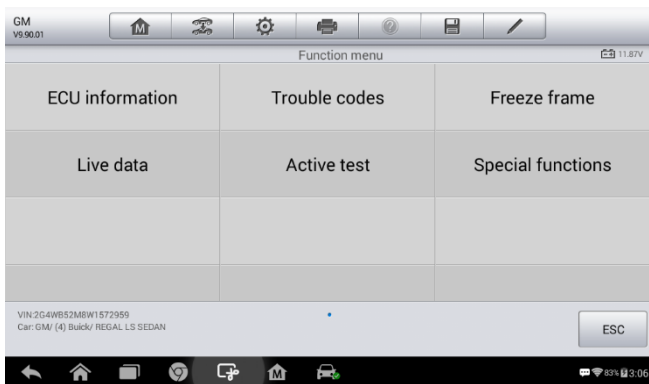 GM
V9.90.01
M
?
Function menu
11.87V
ECU information
Trouble codes
Freeze frame
Live data
Active test
Special functions
VIN:2G4WB52M8W1572959
Car: GM/ (4) Buick/ REGAL LS SEDAN
ESC
M
83% 3:06